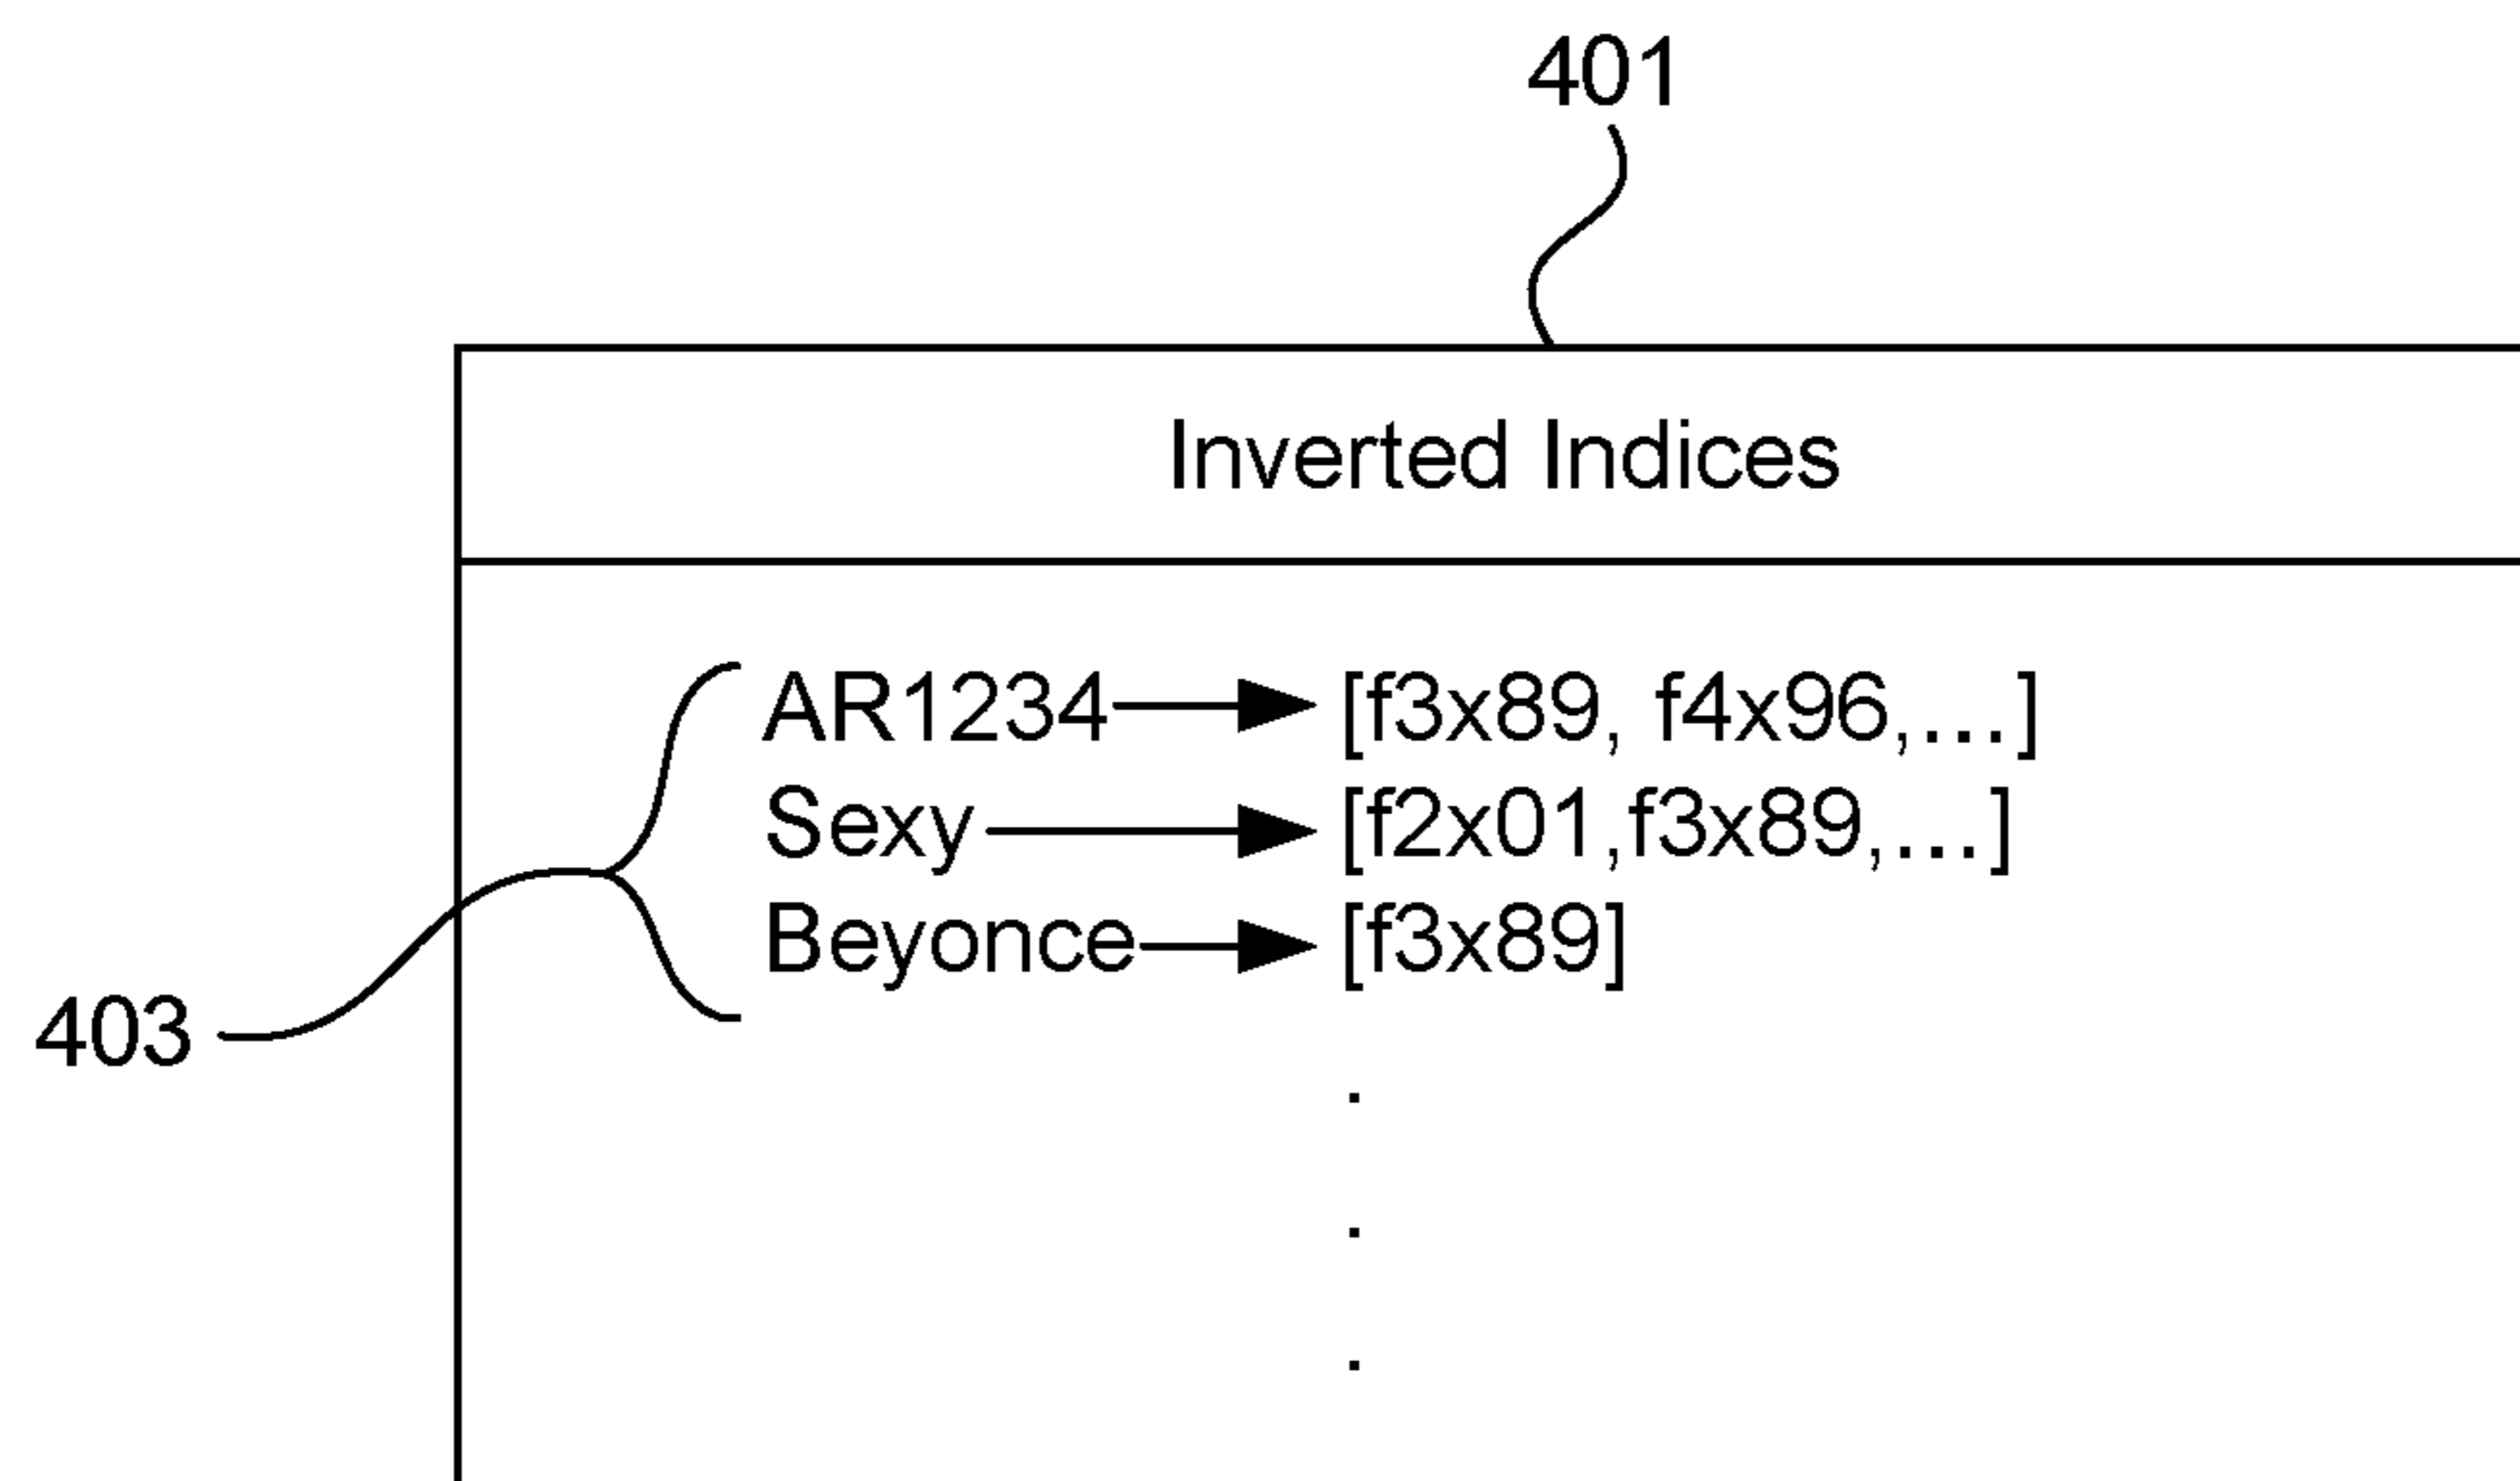 401
Inverted Indices
AR1234 [f3x89, f4x96,...]
Sexy [f2x01,f3x89,...]
Beyonce [f3x89]
403
.
.
.